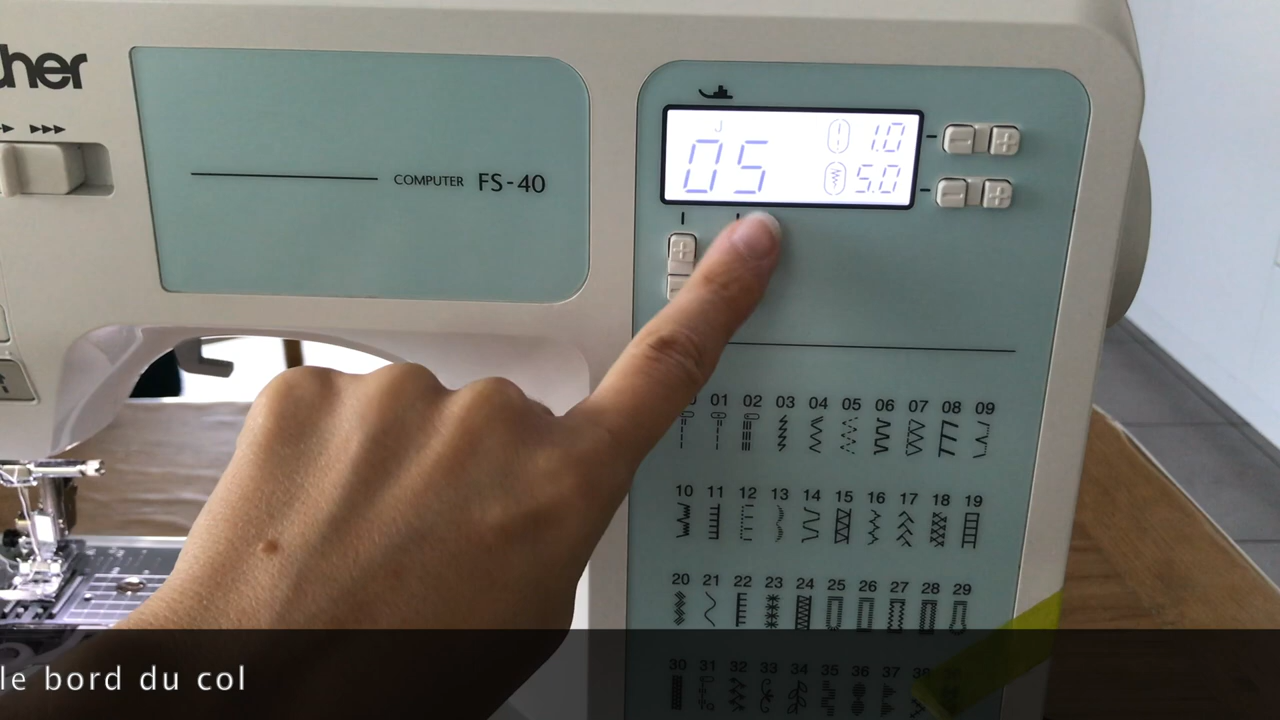 ther
COMPUTER FS-40
J
05
1.0
5.0
01 02 03 04 05 06 07 08 09
10 11 12 13 14 15 16 17 18 19
20 21 22 23 24 25 26 27 28 29
30 31 32 33 34 35 36 37 38
le bord du col